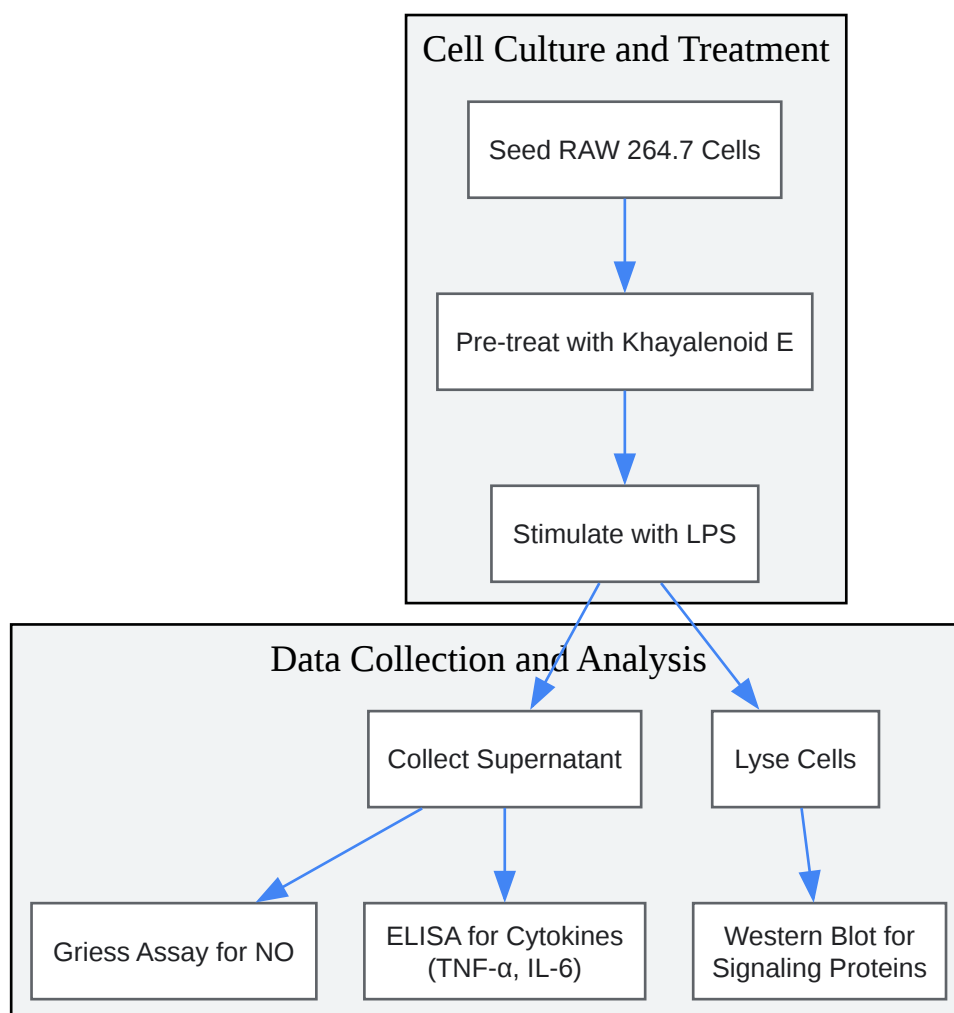 Cell Culture and Treatment
Seed RAW 264.7 Cells
Pre-treat with Khayalenoid E
Stimulate with LPS
Data Collection and Analysis
Collect Supernatant
Lyse Cells
Griess Assay for NO
ELISA for Cytokines
(TNF-α, IL-6)
Western Blot for
Signaling Proteins